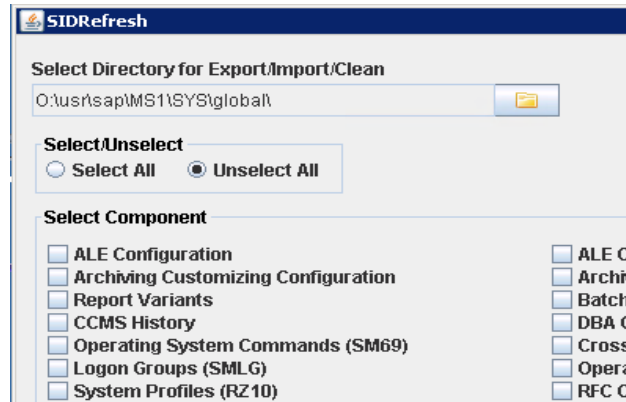 SIDRefresh
Select Directory for Export/Import/Clean
O:\usr\sap\MS1\SYS\global\
Select/Unselect
Select All Unselect All
Select Component
ALE Configuration ALE
Archiving Customizing Configuration
Report Variants Batch
CCMS History DBA
Operating System Commands (SM69) Cross
Logon Groups (SMLG)
System Profiles (RZ10) RFC